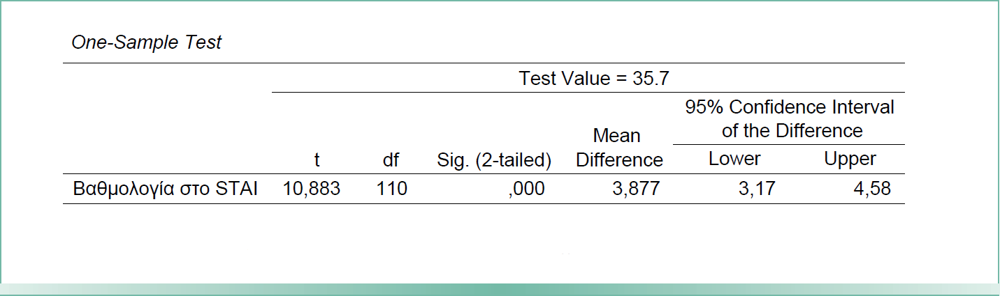 One-Sample Test
Test Value = 35.7
95% Confidence Interval
of the Difference
Mean
Difference
t df Sig. (2-tailed) Lower Upper
Βαθμολογία στο STAI 10,883 110 ,000 3,877 3,17 4,58